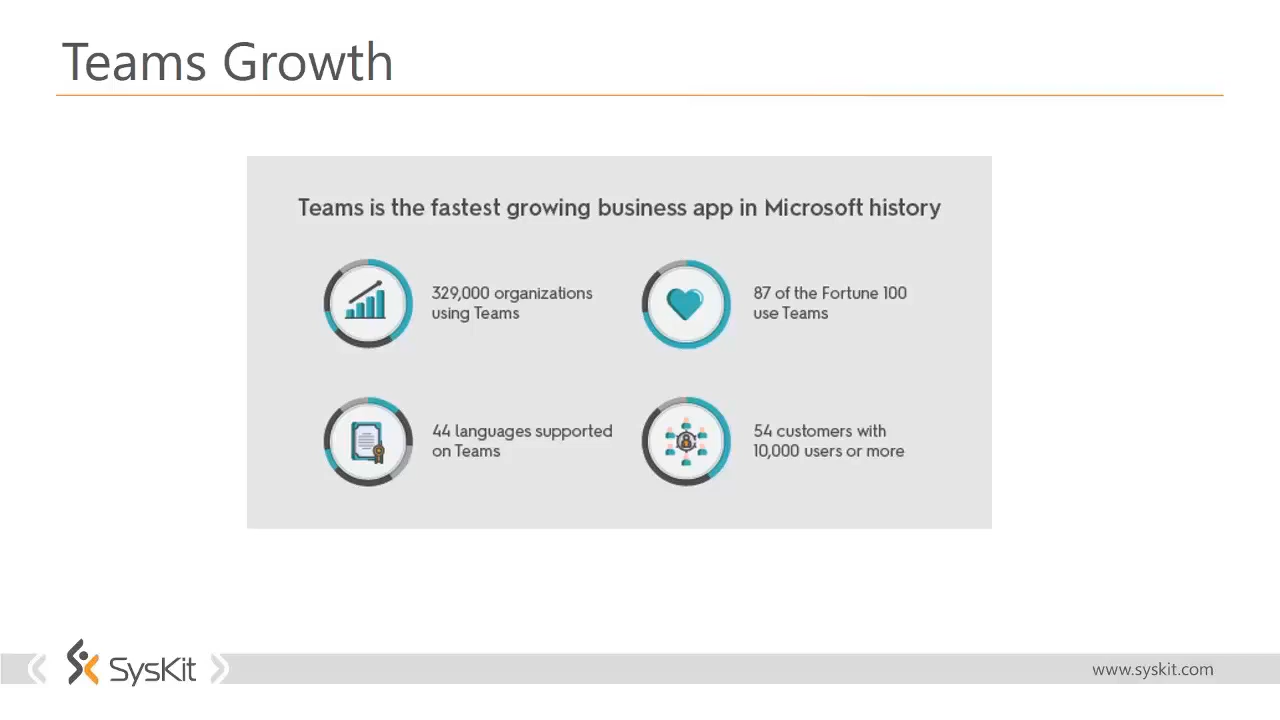 Teams Growth
Teams is the fastest growing business app in Microsoft history
329,000 organizations
using Teams
87 of the Fortune 100
use Teams
44 languages supported
on Teams
54 customers with
10,000 users or more
SysKit
www.syskit.com